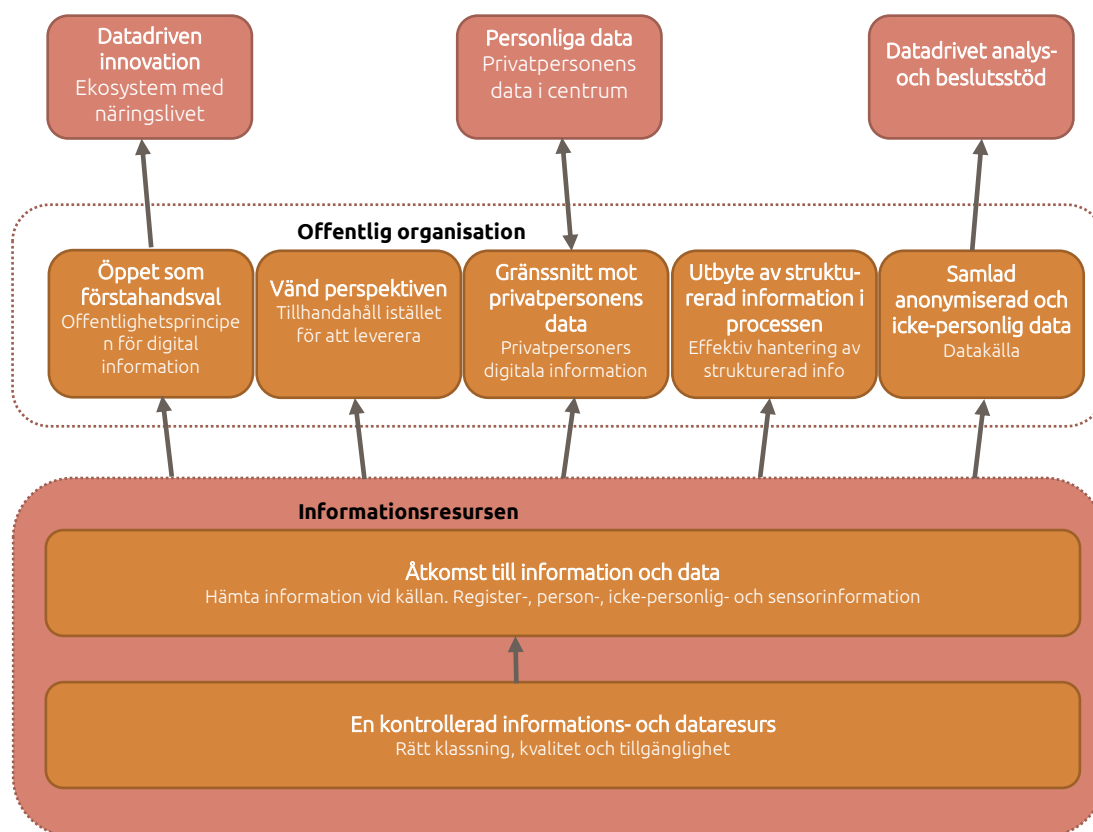 Datadriven
innovation
Ekosystem med
näringslivet
Personliga data
Privatpersonens
data i centrum
Datadrivet analys-
och beslutsstöd
Offentlig organisation
Öppet som
förstahandsval
Offentlighetsprincipe
n för digital
information
Vänd perspektiven
Tillhandahåll istället
för att leverera
Gränssnitt mot
privatpersonens
data
Privatpersoners
digitala information
Utbyte av struktu-
rerad information i
processen
Effektiv hantering av
strukturerad info
Samlad
anonymiserad och
icke-personlig data
Datakälla
Informationsresursen
Åtkomst till information och data
Hämta information vid källan. Register-, person-, icke-personlig- och sensorinformation
En kontrollerad informations- och dataresurs
Rätt klassning, kvalitet och tillgänglighet